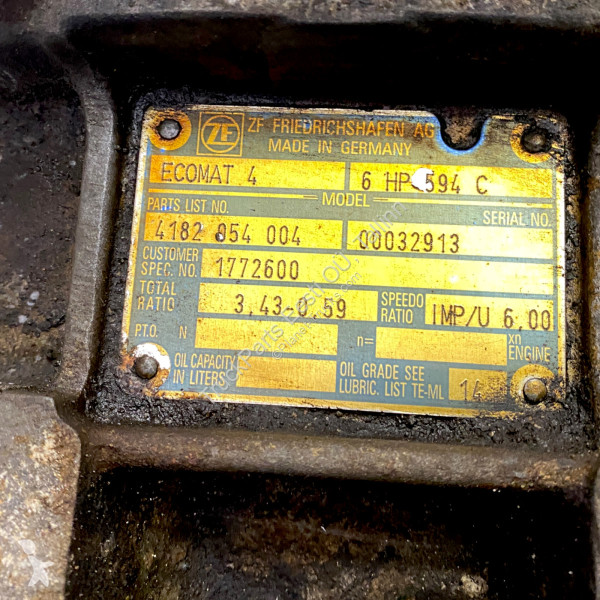 ZF ZF FRIEDRICHSHAFEN AG
MADE IN GERMANY
ECOMAT 4 6 HP 594 C
MODEL
PARTS LIST NO. SERIAL NO.
4182 054 004 00032913
CUSTOMER SPEC. NO. 1772600
TOTAL RATIO 3,43-0,59 SPEEDO RATIO IMP/U 6,00
PTO. N n= xn ENGINE
OIL CAPACITY IN LITERS OIL GRADE SEE LUBRIC. LIST TE-ML 14